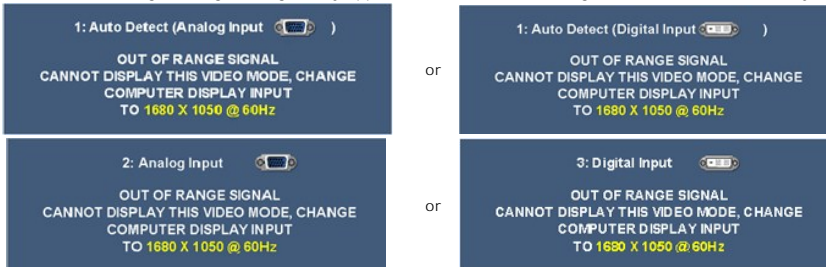 1: Auto Detect (Analog Input )
OUT OF RANGE SIGNAL
CANNOT DISPLAY THIS VIDEO MODE, CHANGE
COMPUTER DISPLAY INPUT
TO 1680 X 1050 @ 60Hz
or
1: Auto Detect (Digital Input )
OUT OF RANGE SIGNAL
CANNOT DISPLAY THIS VIDEO MODE, CHANGE
COMPUTER DISPLAY INPUT
TO 1680 X 1050 @ 60Hz
2: Analog Input
OUT OF RANGE SIGNAL
CANNOT DISPLAY THIS VIDEO MODE, CHANGE
COMPUTER DISPLAY INPUT
TO 1680 X 1050 @ 60Hz
or
3: Digital Input
OUT OF RANGE SIGNAL
CANNOT DISPLAY THIS VIDEO MODE, CHANGE
COMPUTER DISPLAY INPUT
TO 1680 X 1050 @ 60Hz